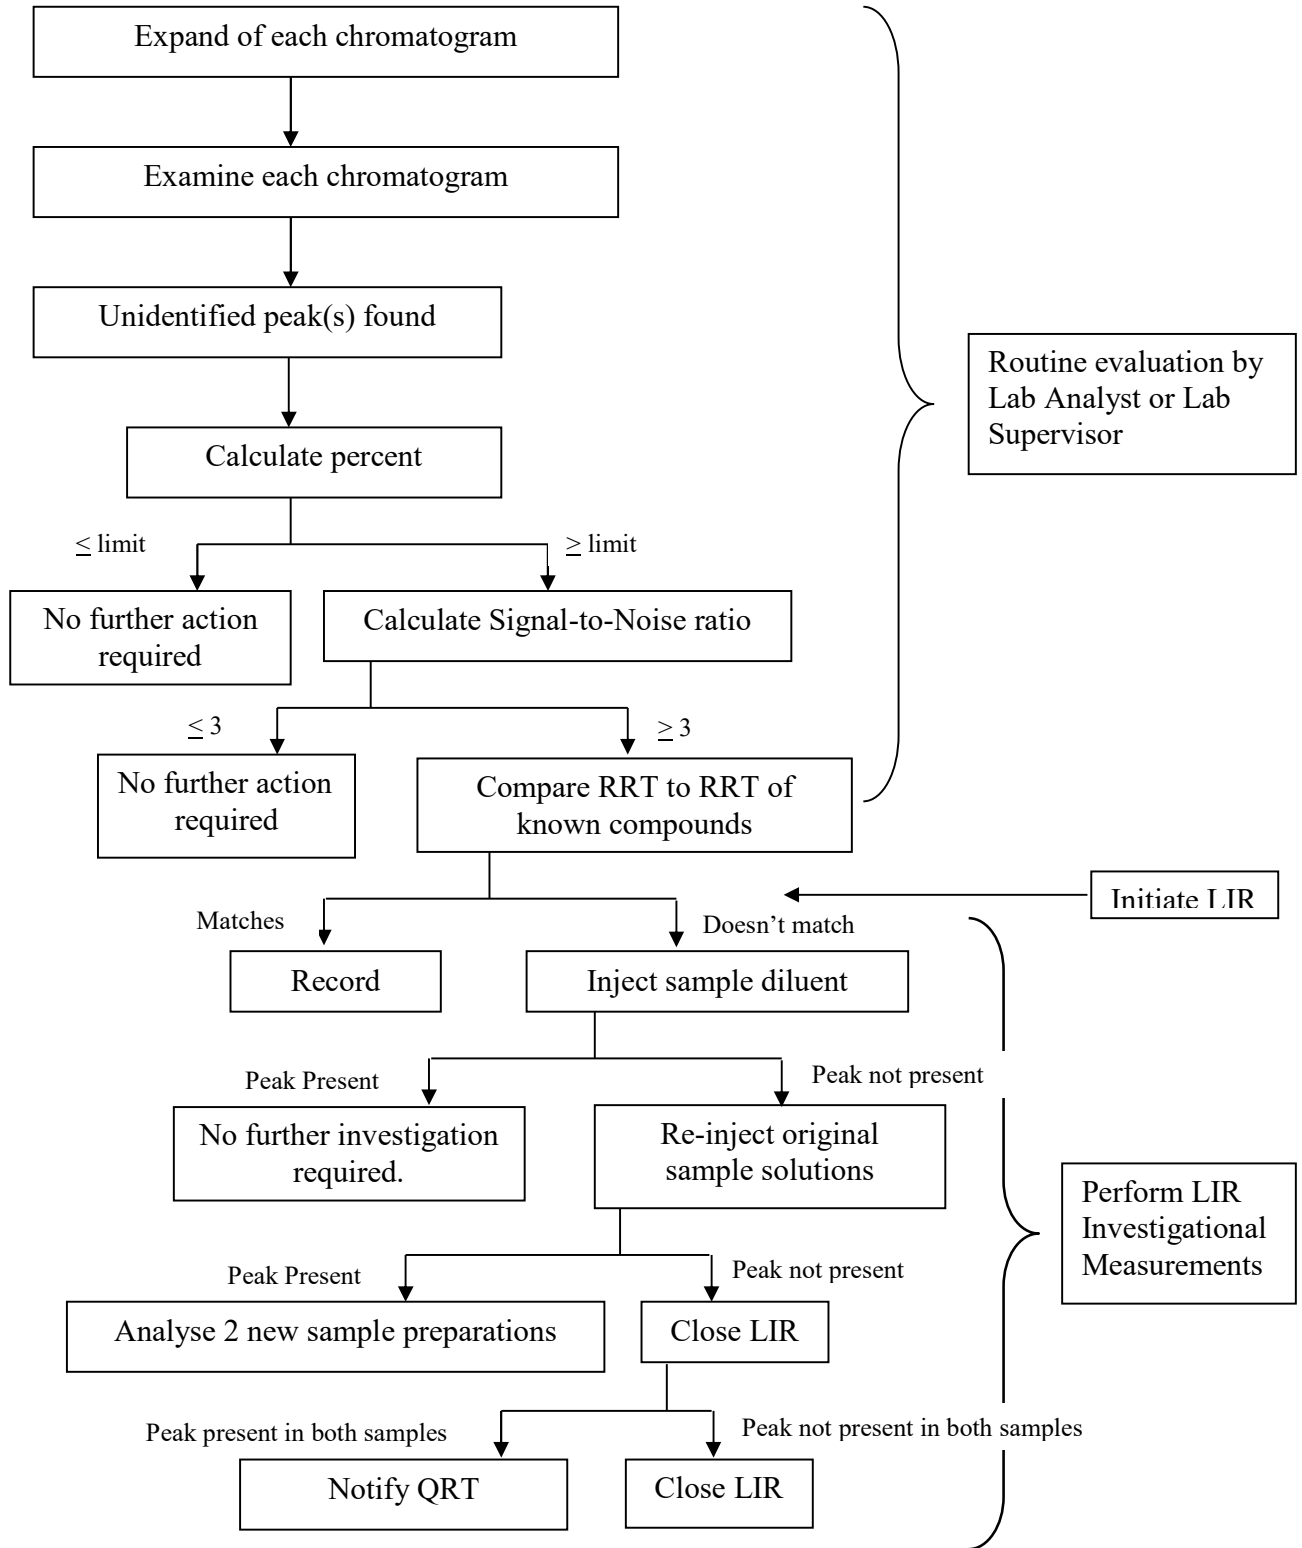 Expand of each chromatogram
Examine each chromatogram
Unidentified peak(s) found
Routine evaluation by
Lab Analyst or Lab
Supervisor
Calculate percent
≤ limit
≥ limit
No further action
required
Calculate Signal-to-Noise ratio
≤ 3
≥ 3
No further action
required
Compare RRT to RRT of
known compounds
Initiate LIR
Matches
Doesn’t match
Record
Inject sample diluent
Peak Present
Peak not present
No further investigation
required.
Re-inject original
sample solutions
Perform LIR
Investigational
Measurements
Peak Present
Peak not present
Analyse 2 new sample preparations
Close LIR
Peak present in both samples
Peak not present in both samples
Notify QRT
Close LIR